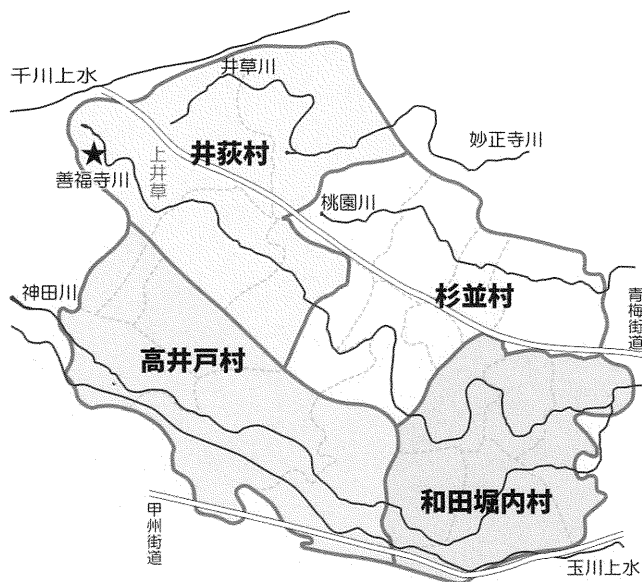 千川上水
井草川
妙正寺川
井荻村
上井草
★
善福寺川
桃園川
神田川
杉並村
青梅街道
高井戸村
和田堀内村
甲州街道
玉川上水